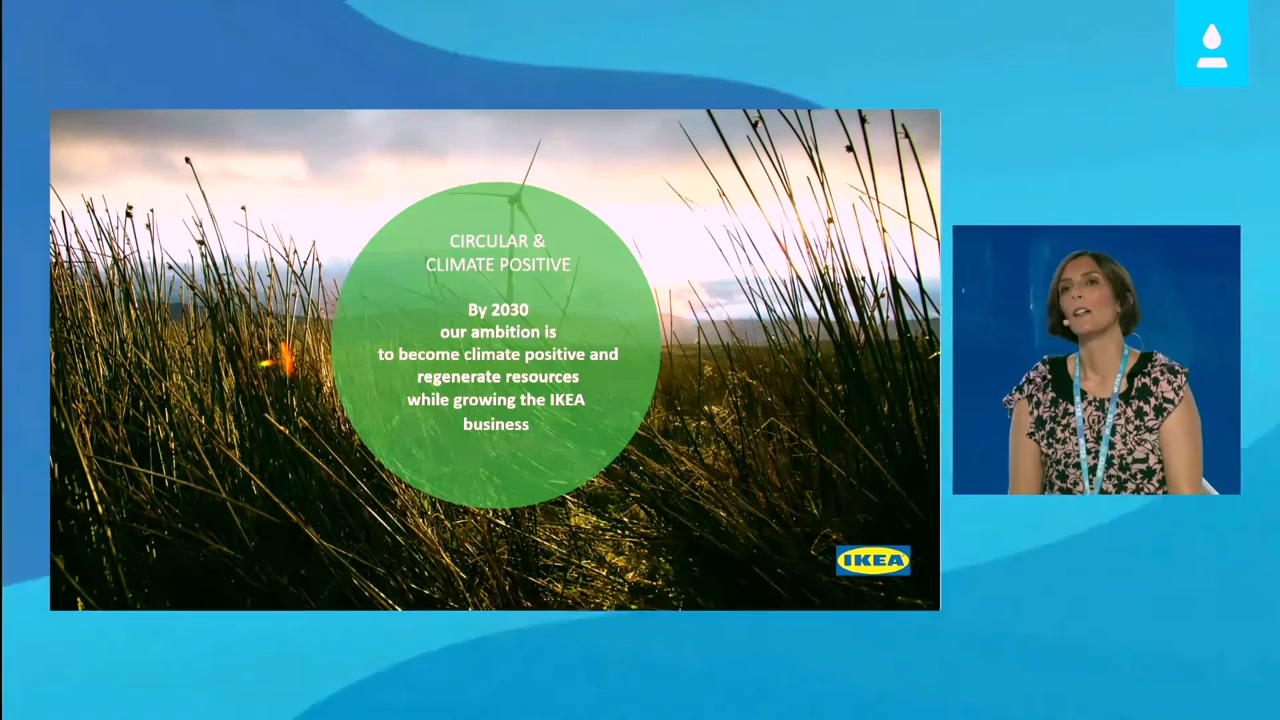 CIRCULAR &
CLIMATE POSITIVE
By 2030
our ambition is
to become climate positive and
regenerate resources
while growing the IKEA
business
IKEA